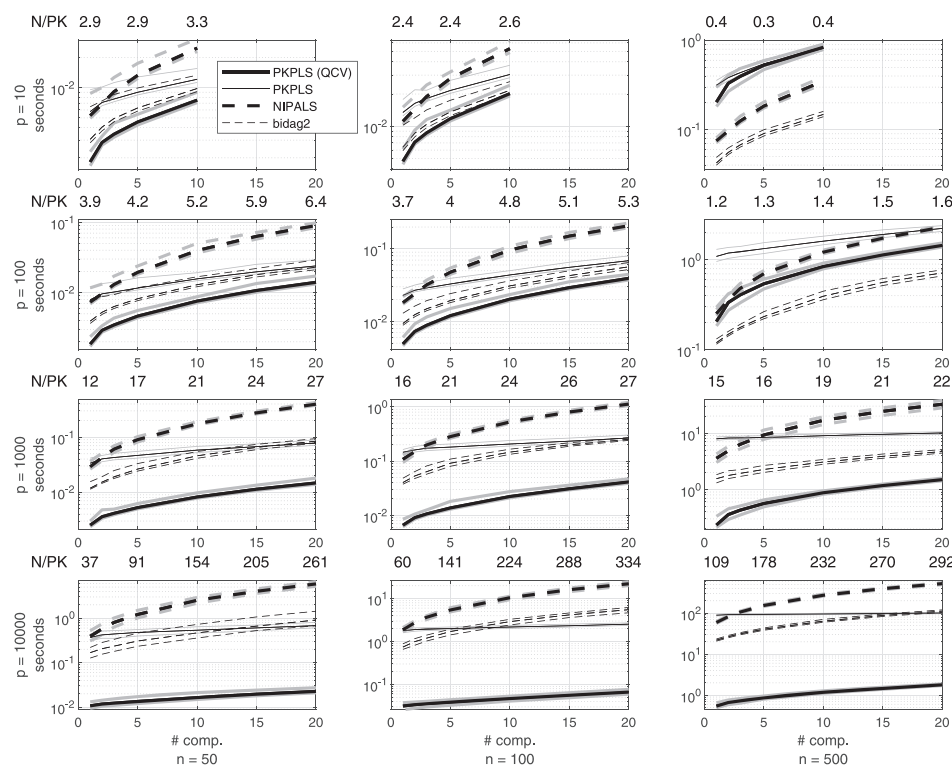 N/PK 2.9 2.9 3.3 2.4 2.4 2.6 0.4 0.3 0.4
p = 10
seconds
10^-2
10^-2
10^0
10^-1
PKPLS (QCV)
PKPLS
NIPALS
bidag2
0 5 10 15 20 0 5 10 15 20 0 5 10 15 20
N/PK 3.9 4.2 5.2 5.9 6.4 3.7 4 4.8 5.1 5.3 1.2 1.3 1.4 1.5 1.6
p = 100
seconds
10^-1
10^-2
10^-1
10^-2
10^0
10^-1
0 5 10 15 20 0 5 10 15 20 0 5 10 15 20
N/PK 12 17 21 24 27 16 21 24 26 27 15 16 19 21 22
p = 1000
seconds
10^-1
10^-2
10^0
10^-1
10^-2
10^1
10^0
0 5 10 15 20 0 5 10 15 20 0 5 10 15 20
N/PK 37 91 154 205 261 60 141 224 288 334 109 178 232 270 292
p = 10000
seconds
10^0
10^-1
10^-2
10^1
10^0
10^-1
10^2
10^1
10^0
0 5 10 15 20 0 5 10 15 20 0 5 10 15 20
# comp. # comp. # comp.
n = 50 n = 100 n = 500